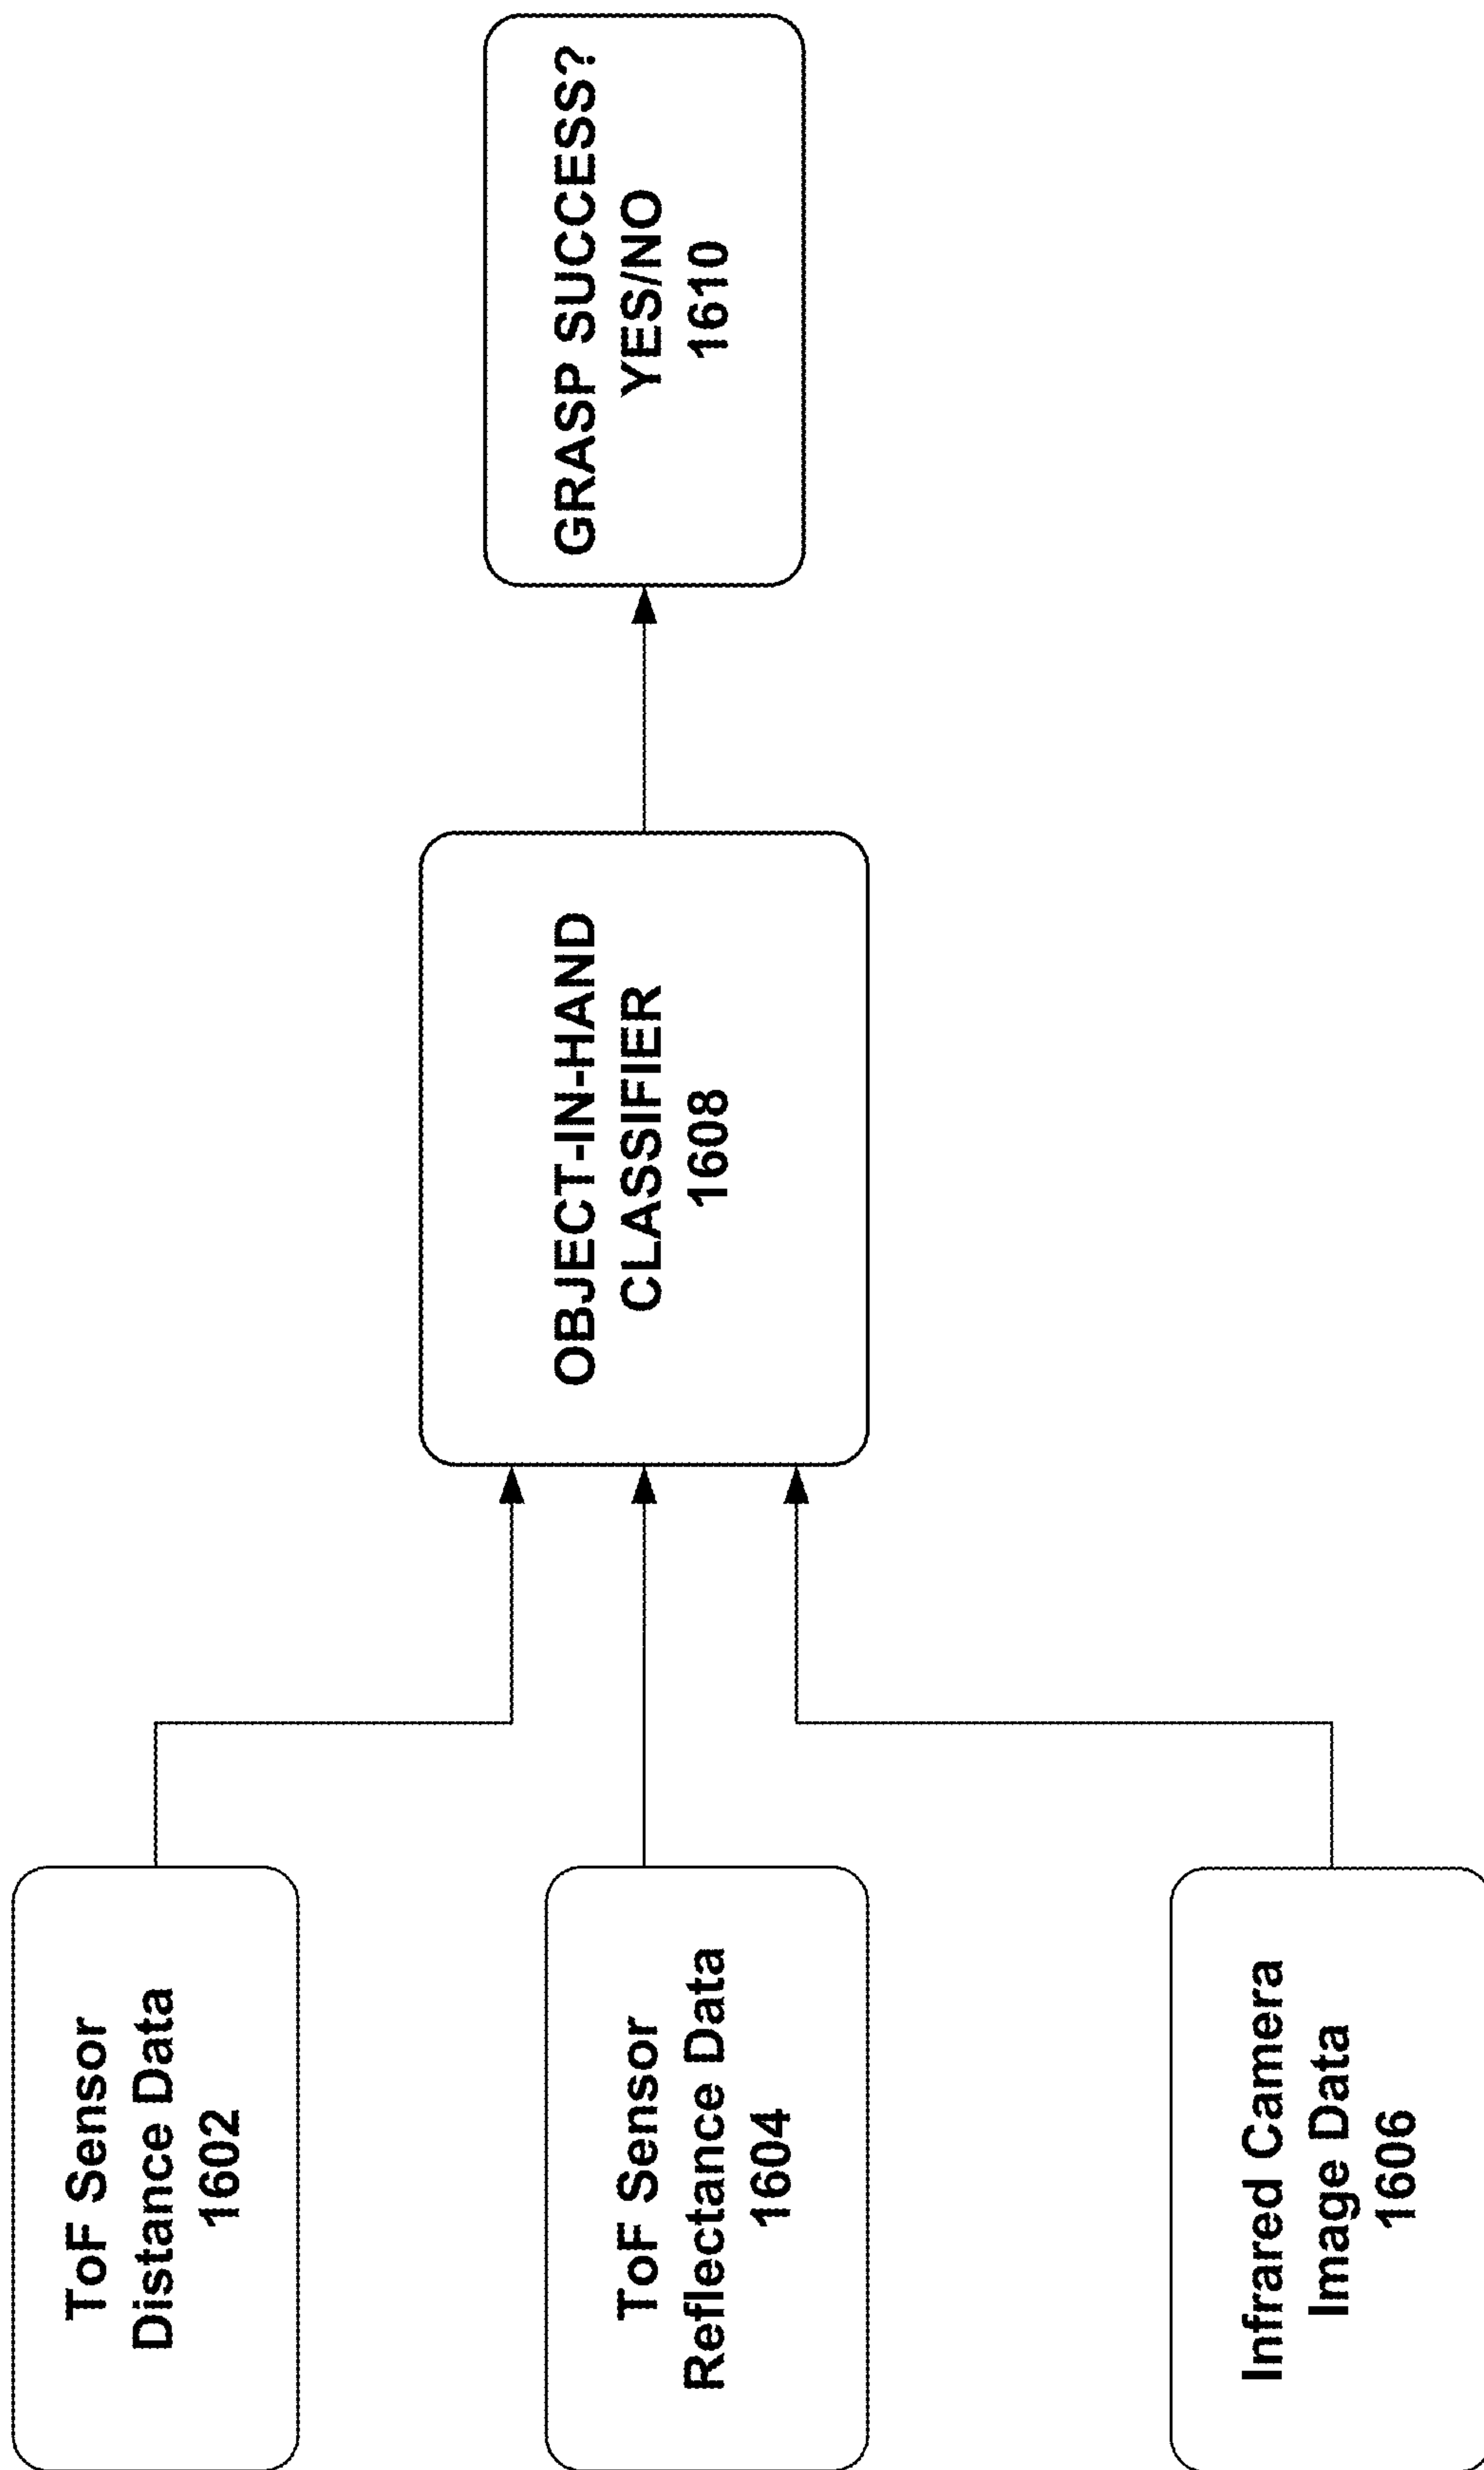 ToF Sensor
Distance Data
1602
ToF Sensor
Reflectance Data
1604
Infrared Camera
Image Data
1606
OBJECT-IN-HAND
CLASSIFIER
1608
GRASP SUCCESS?
YES/NO
1610